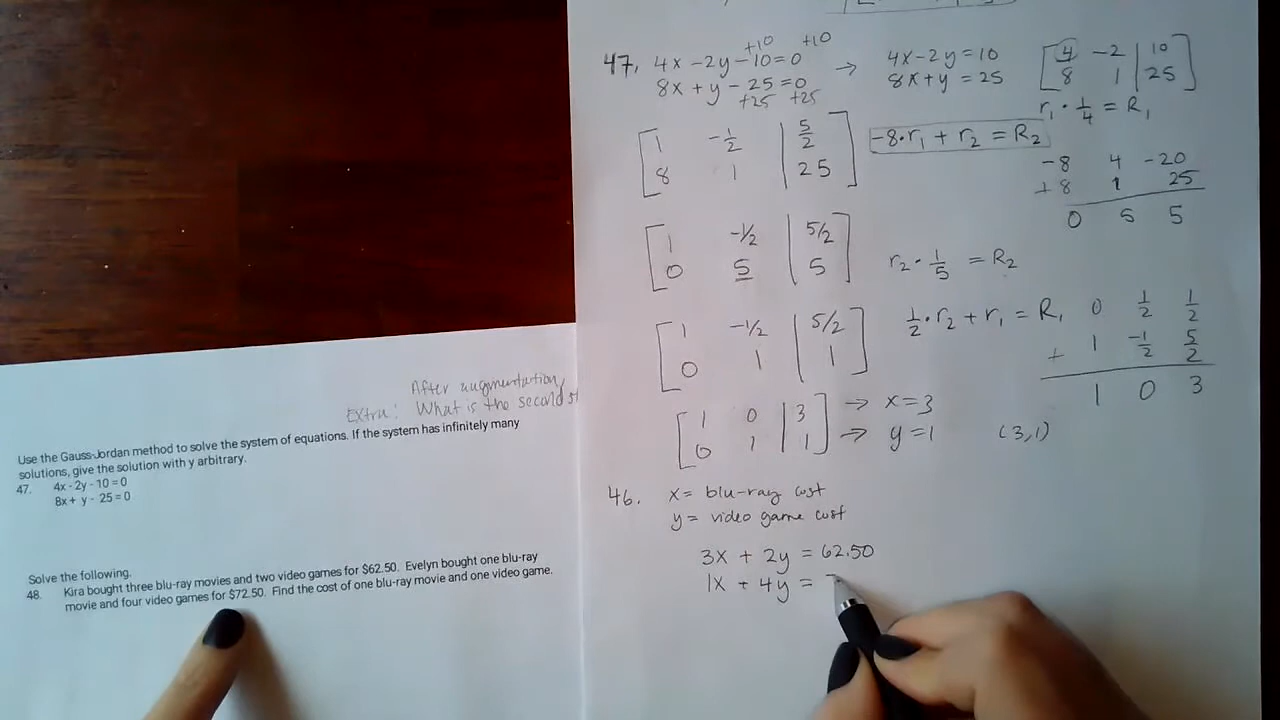 After augmentation,
Extra: What is the second
Use the Gauss-Jordan method to solve the system of equations. If the system has infinitely many
solutions, give the solution with y arbitrary.
47. 4x - 2y - 10 = 0
8x + y - 25 = 0
Solve the following.
48. Kira bought three blu-ray movies and two video games for $62.50. Evelyn bought one blu-ray
movie and four video games for $72.50. Find the cost of one blu-ray movie and one video game.
+10 +10
47. 4x - 2y - 10 = 0 → 4x - 2y = 10 [ 4 -2 | 10 ]
8x + y - 25 = 0 8x + y = 25 [ 8 1 | 25 ]
+25 +25
r₁ · 1/4 = R₁
[ 1 -1/2 | 5/2 ] -8·r₁ + r₂ = R₂
[ 8 1 | 25 ]
-8 4 -20
+ 8 1 25
0 5 5
[ 1 -1/2 | 5/2 ]
[ 0 5 | 5 ] r₂ · 1/5 = R₂
[ 1 -1/2 | 5/2 ] 1/2 · r₂ + r₁ = R₁
[ 0 1 | 1 ]
0 1/2 1/2
+ 1 -1/2 5/2
1 0 3
[ 1 0 | 3 ] → x = 3
[ 0 1 | 1 ] → y = 1 (3,1)
46. x = blu-ray cost
y = video game cost
3x + 2y = 62.50
1x + 4y =